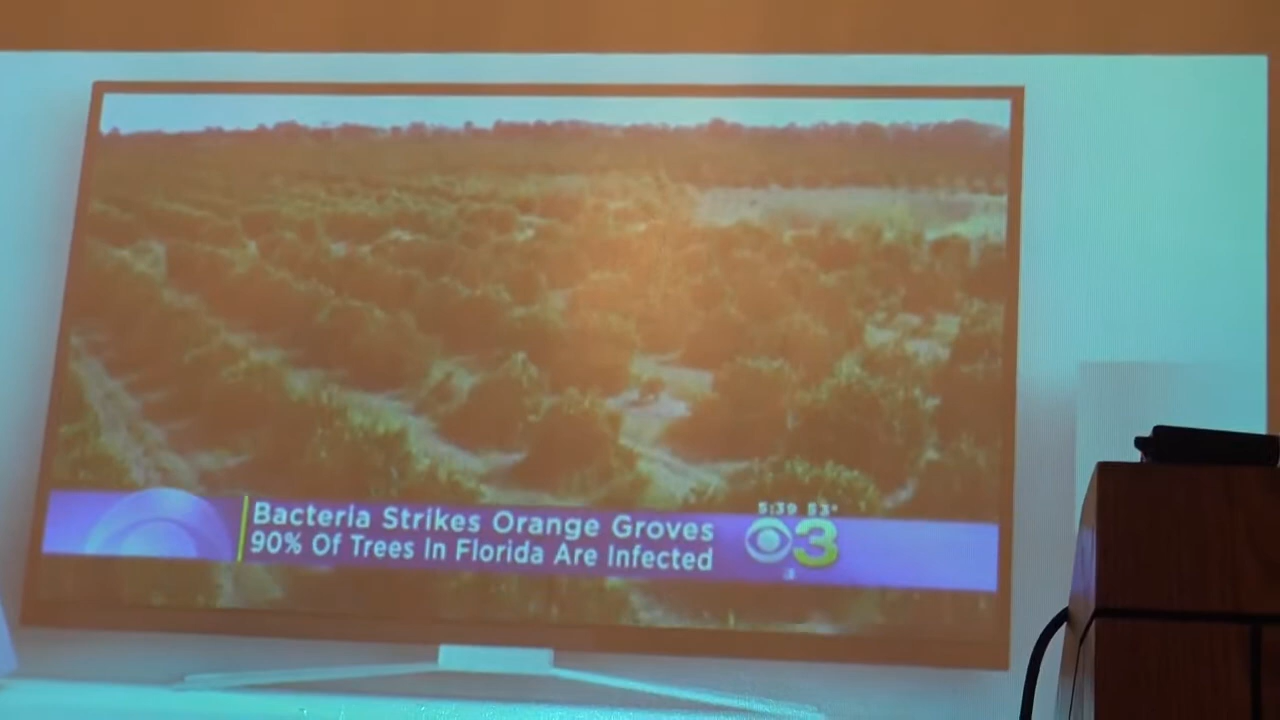 Bacteria Strikes Orange Groves
90% Of Trees In Florida Are Infected
5:39 53°
3